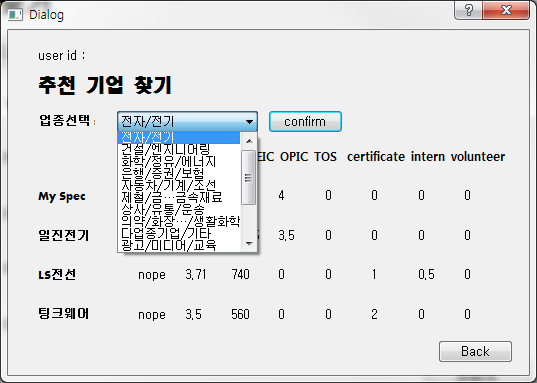 Dialog
user id :
추천 기업 찾기
업종선택 : 전자/전기 confirm
전자/전기
건설/엔지니어링
화학/정유/에너지
은행/증권/보험
자동차/기계/조선
제철/금…금속재료
상사/유통/운송
의약/화장…/생활화학
다업종기업/기타
광고/미디어/교육
EIC OPIC TOS certificate intern volunteer
My Spec 4 0 0 0 0
일진전기 3,5 0 0 0 0
LS전선 nope 3,71 740 0 0 1 0,5 0
팅크웨어 nope 3,5 560 0 0 2 0 0
Back